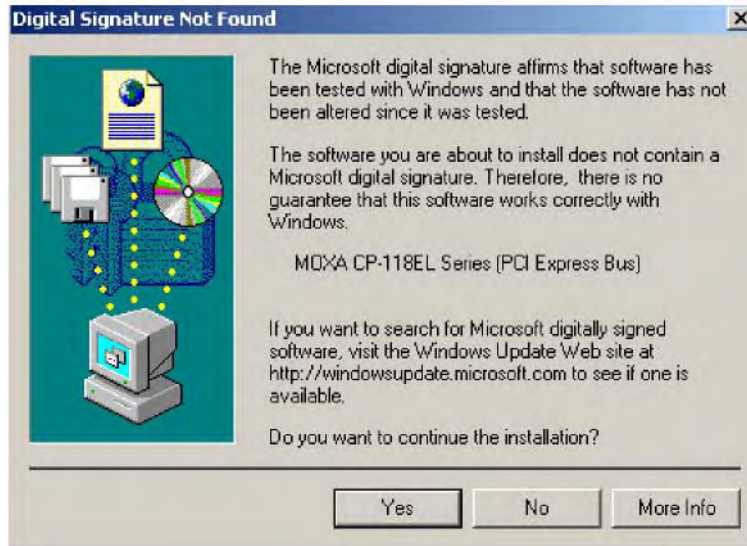 Digital Signature Not Found
The Microsoft digital signature affirms that software has
been tested with Windows and that the software has not
been altered since it was tested.
The software you are about to install does not contain a
Microsoft digital signature. Therefore, there is no
guarantee that this software works correctly with
Windows.
MOXA CP-118EL Series (PCI Express Bus)
If you want to search for Microsoft digitally signed
software, visit the Windows Update Web site at
http://windowsupdate.microsoft.com to see if one is
available.
Do you want to continue the installation?
Yes No More Info